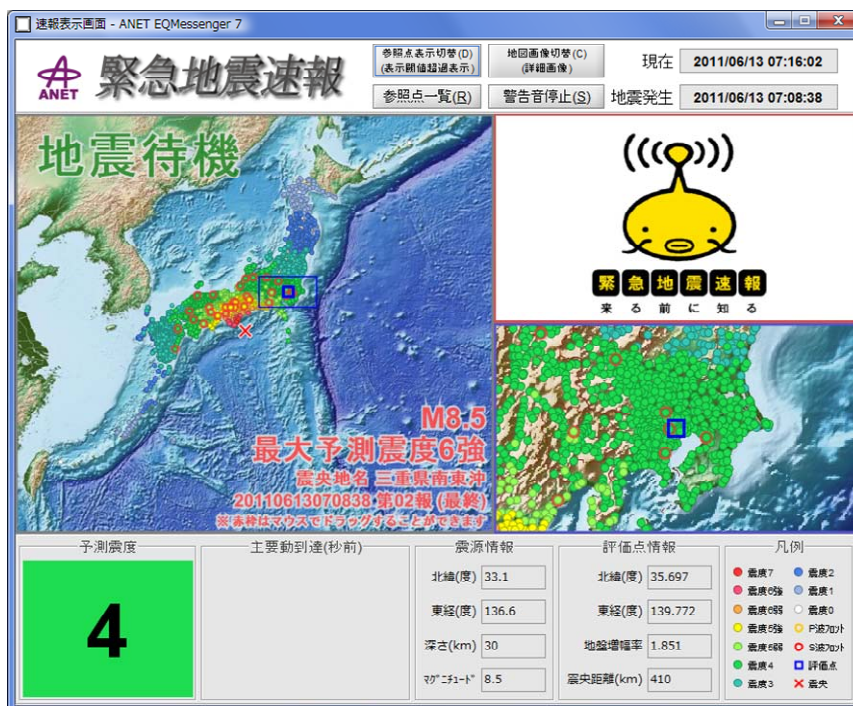 速報表示画面 - ANET EQMessenger 7
ANET
緊急地震速報
参照点表示切替(D)
(表示閾値超過表示)
地図画像切替(C)
(詳細画像)
現在
2011/06/13 07:16:02
参照点一覧(R)
警告音停止(S)
地震発生
2011/06/13 07:08:38
地震待機
M8.5
最大予測震度6強
震央地名 三重県南東沖
20110613070838 第02報 (最終)
※赤枠はマウスでドラッグすることができます
緊急地震速報
来る前に知る
予測震度
4
主要動到達(秒前)
震源情報
北緯(度) 33.1
東経(度) 136.6
深さ(km) 30
マグニチュード 8.5
評価点情報
北緯(度) 35.697
東経(度) 139.772
地盤増幅率 1.851
震央距離(km) 410
凡例
震度7 震度2
震度6強 震度1
震度6弱 震度0
震度5強 P波フロント
震度5弱 S波フロント
震度4 評価点
震度3 震央